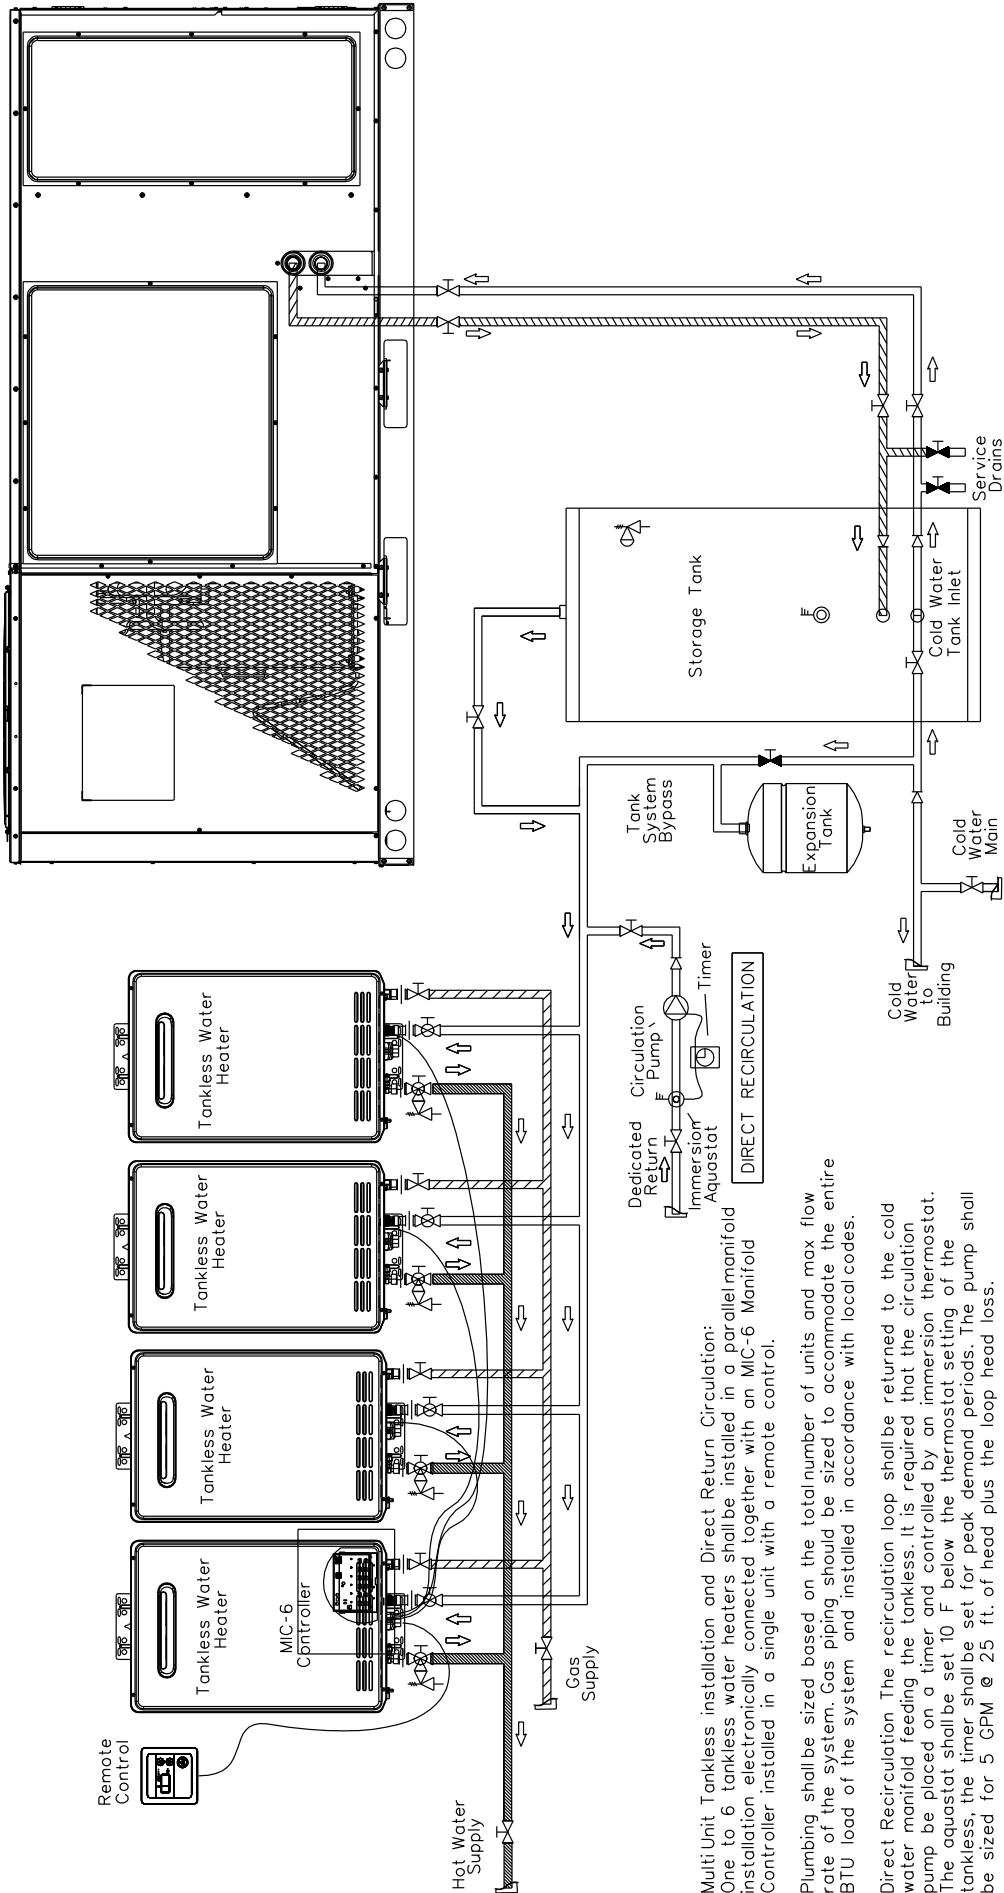 Remote
Control
MIC-6
Controller
Tankless Water
Heater
Tankless Water
Heater
Tankless Water
Heater
Tankless Water
Heater
Hot Water
Supply
Gas
Supply
Dedicated
Return
Circulation
Pump
Immersion
Aquastat
Timer
DIRECT RECIRCULATION
Tank
System
Bypass
Expansion
Tank
Storage Tank
Cold Water
Tank Inlet
Service
Drains
Cold
Water
Main
Cold
Water
to
Building
Multi Unit Tankless installation and Direct Return Circulation:
One to 6 tankless water heaters shall be installed in a parallel manifold
installation electronically connected together with an MIC-6 Manifold
Controller installed in a single unit with a remote control.
Plumbing shall be sized based on the total number of units and max flow
rate of the system. Gas piping should be sized to accommodate the entire
BTU load of the system and installed in accordance with local codes.
Direct Recirculation The recirculation loop shall be returned to the cold
water manifold feeding the tankless. It is required that the circulation
pump be placed on a timer and controlled by an immersion thermostat.
The aquastat shall be set 10 F below the thermostat setting of the
tankless, the timer shall be set for peak demand periods. The pump shall
be sized for 5 GPM @ 25 ft. of head plus the loop head loss.